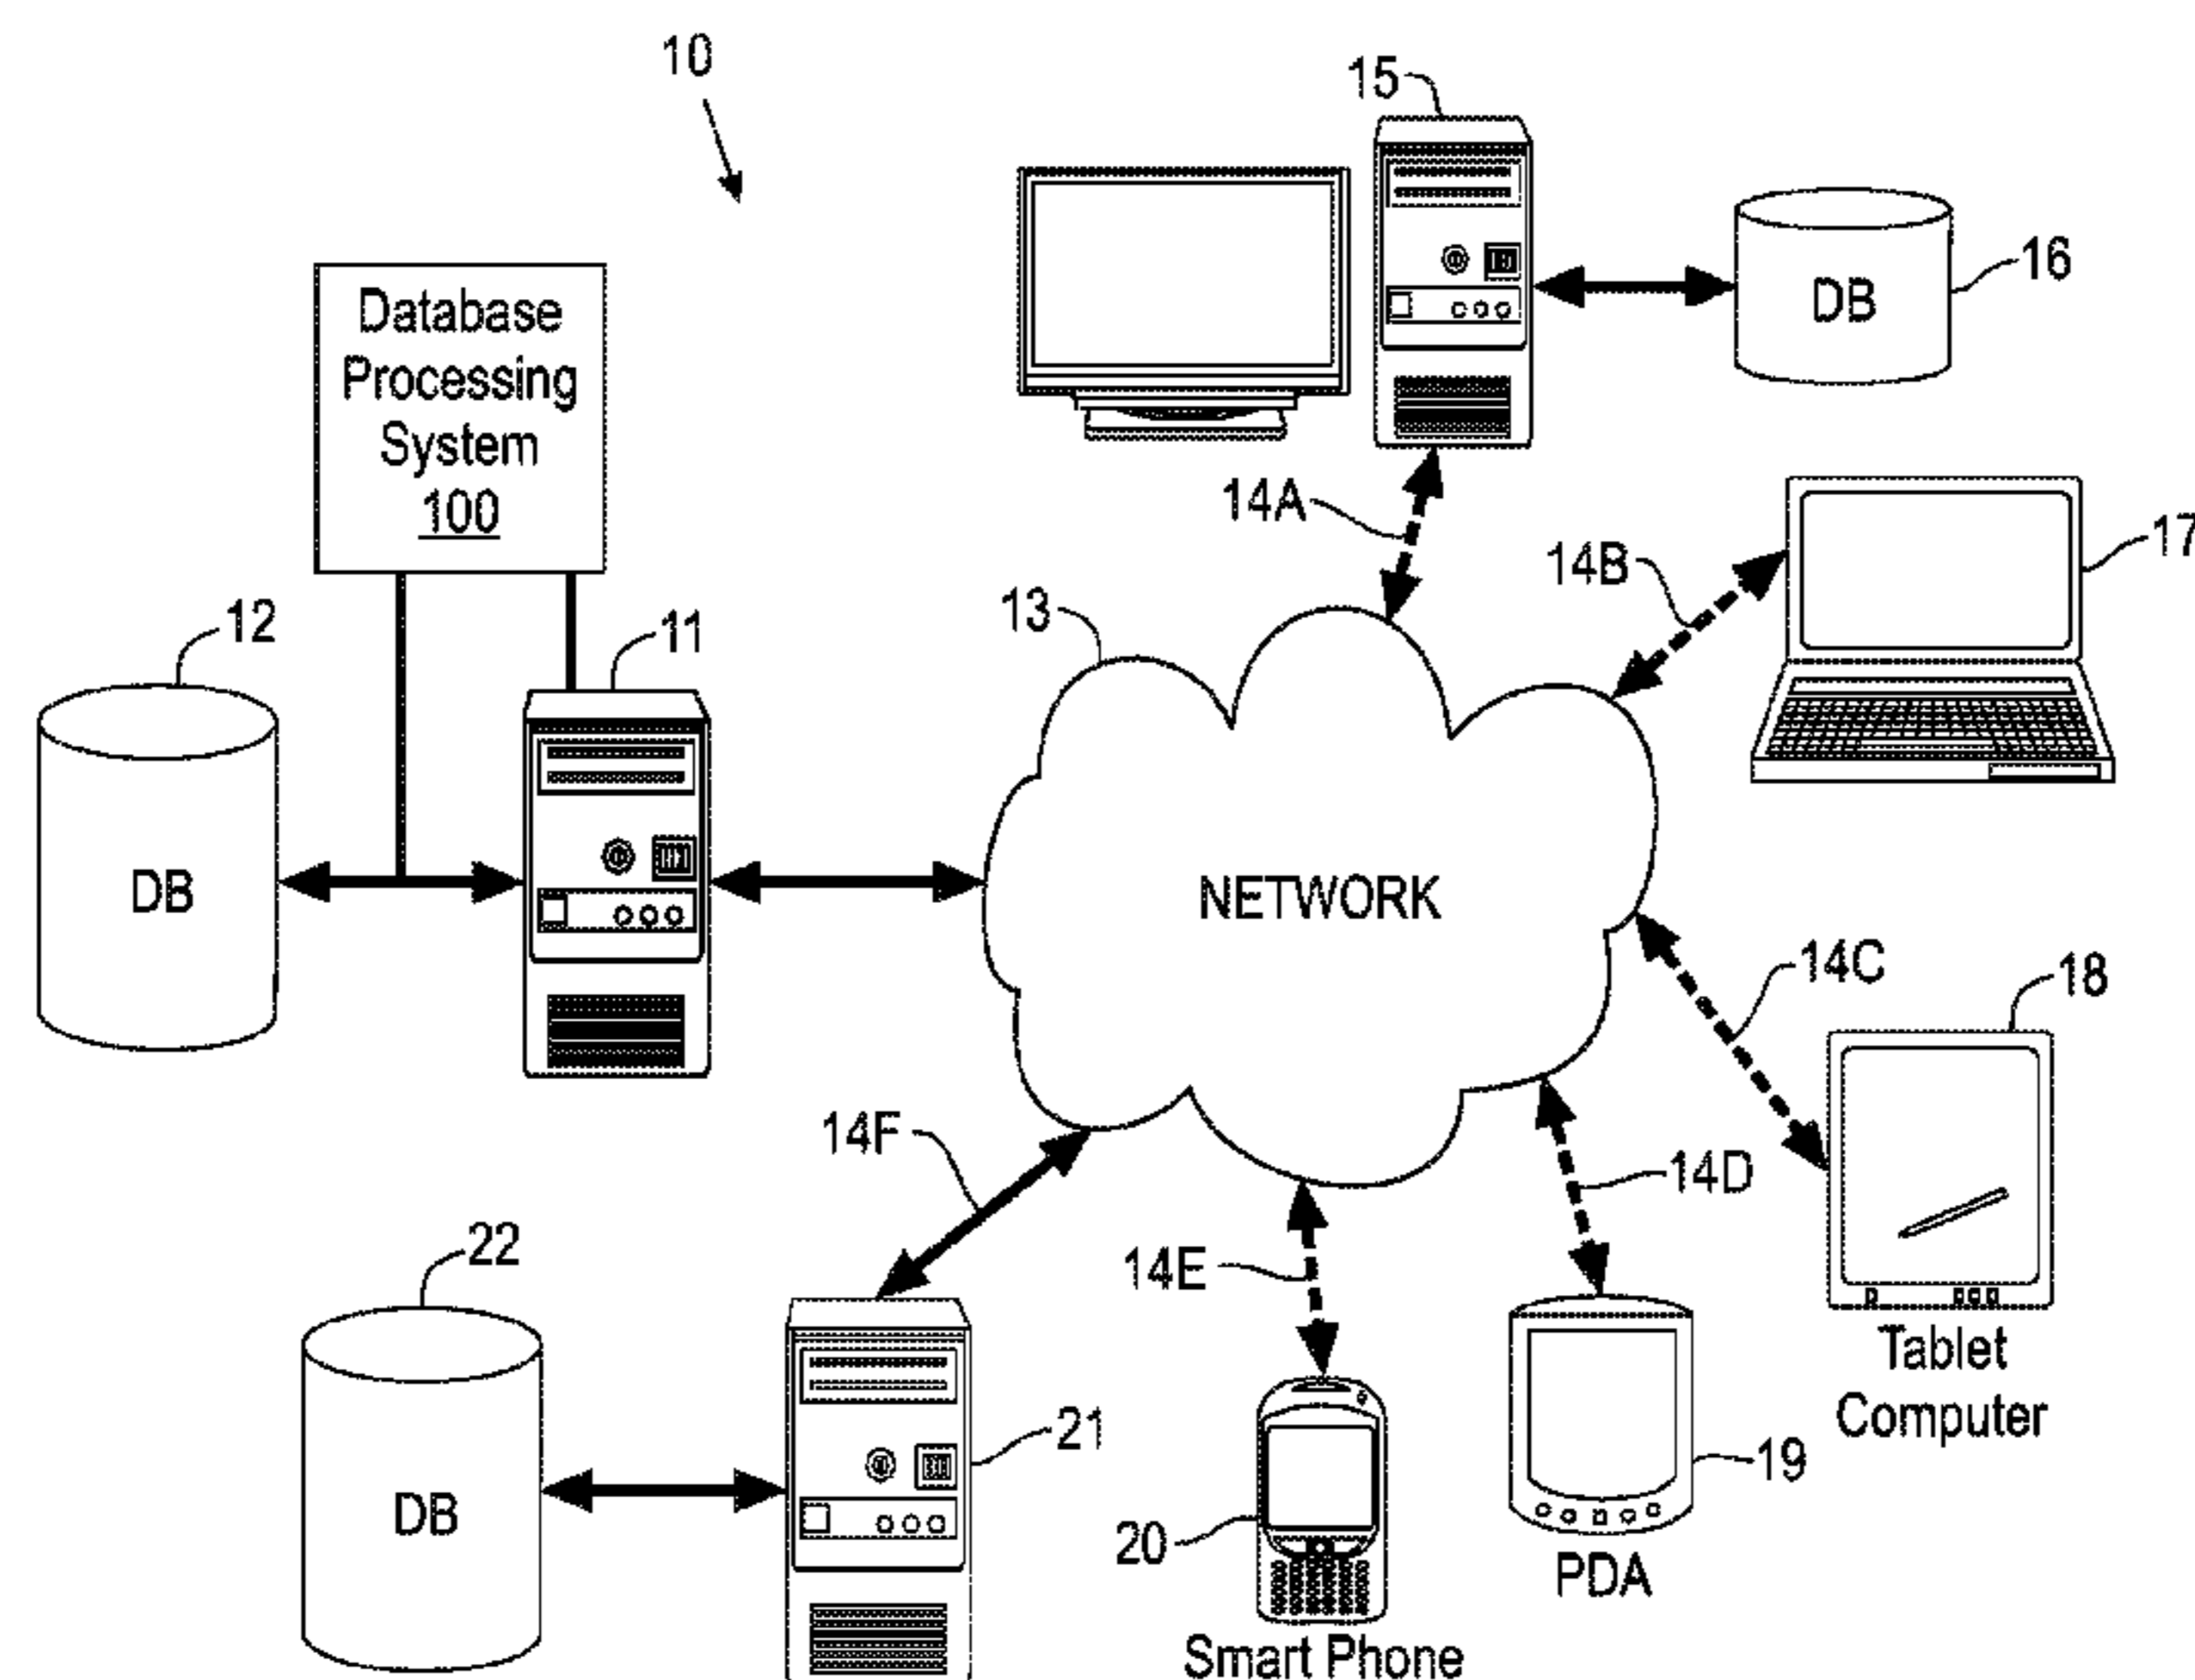 10
15
Database
Processing
System
100
DB
16
14A
14B
17
12
11
13
DB
NETWORK
14C
18
14F
14D
22
14E
Tablet
Computer
21
19
DB
20
PDA
Smart Phone